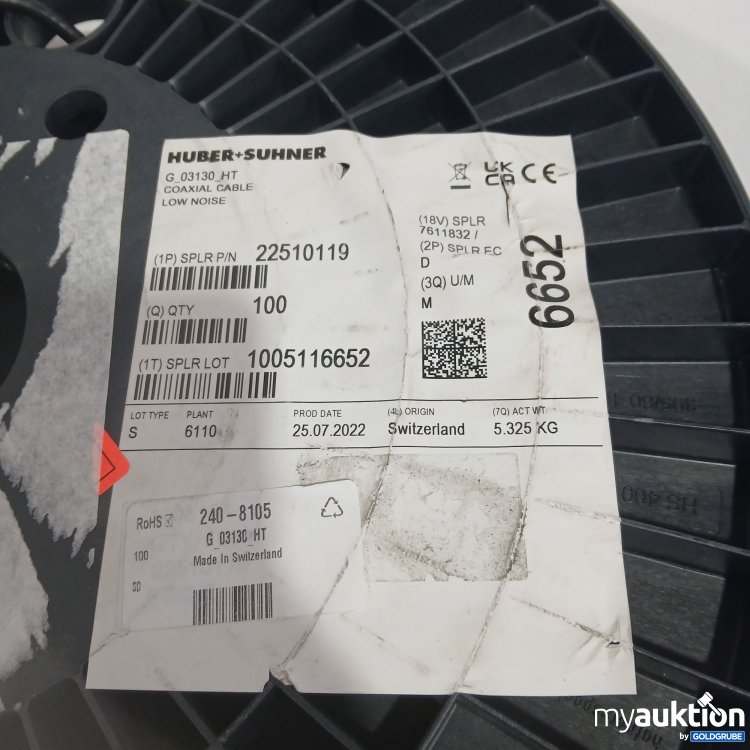 HUBER+SUHNER
G_03130_HT
COAXIAL CABLE
LOW NOISE
UK
CA CE
(1P) SPLR P/N 22510119
(Q) QTY 100
(1T) SPLR LOT 1005116652
(18V) SPLR
7611832 /
(2P) SPLR EC
D
(3Q) U/M
M
6652
LOT TYPE PLANT PROD DATE (4L) ORIGIN (7Q) ACT WT
S 6110 25.07.2022 Switzerland 5.325 KG
RoHS 240-8105
G_03130_HT
100 Made In Switzerland
HS 400
myauktion
by GOLDGRUBE